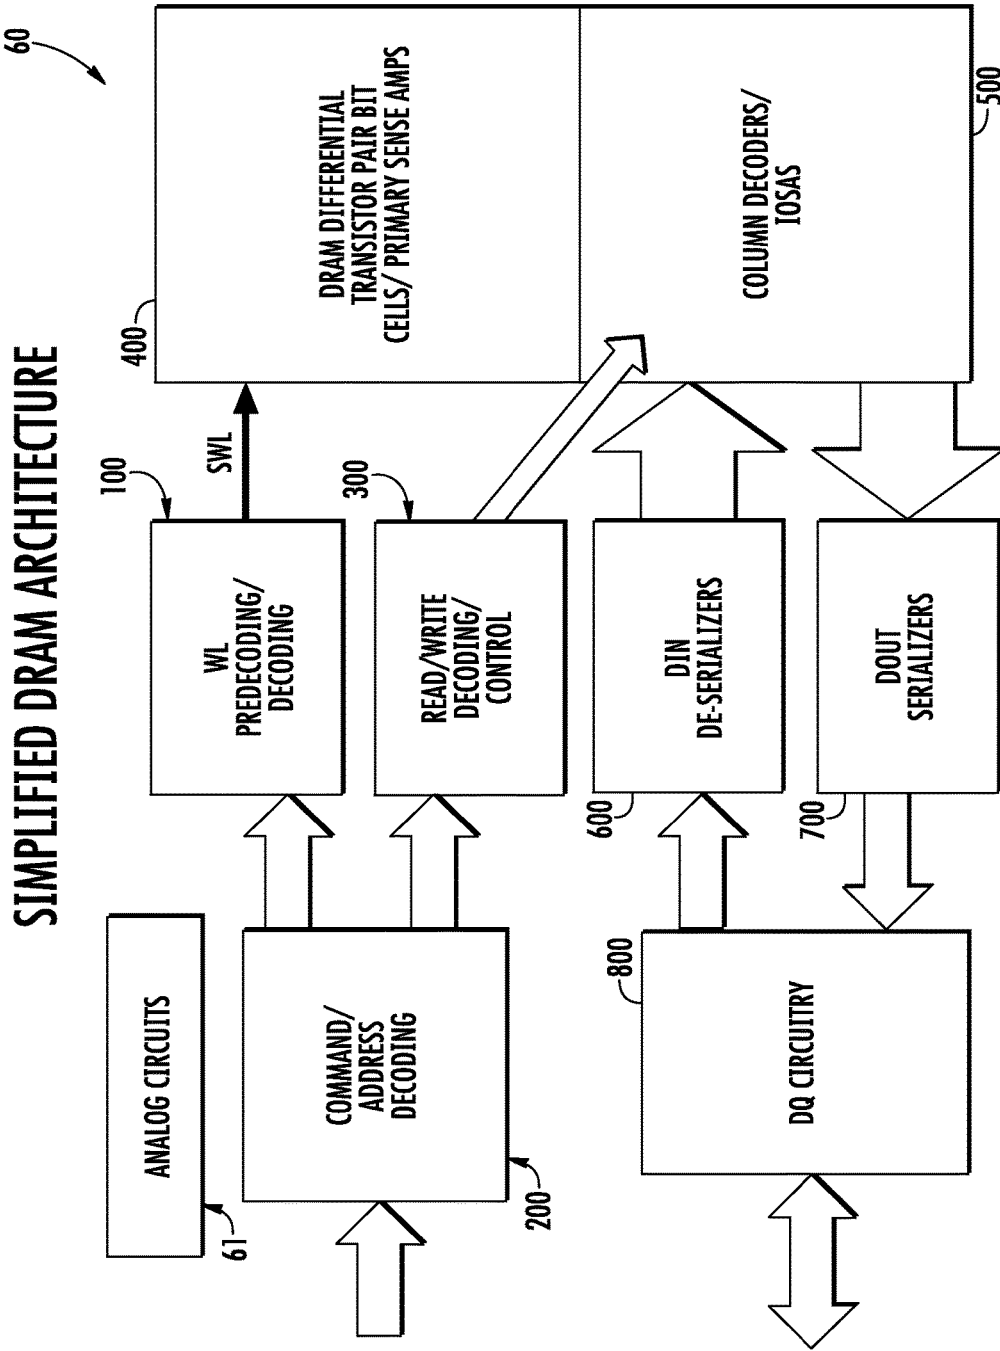 SIMPLIFIED DRAM ARCHITECTURE
60
ANALOG CIRCUITS
61
COMMAND/
ADDRESS
DECODING
200
WL
PREDECODING/
DECODING
100
SWL
READ/WRITE
DECODING/
CONTROL
300
DRAM DIFFERENTIAL
TRANSISTOR PAIR BIT
CELLS/ PRIMARY SENSE AMPS
400
COLUMN DECODERS/
IOSAS
500
DIN
DE-SERIALIZERS
600
DOUT
SERIALIZERS
700
DQ CIRCUITRY
800